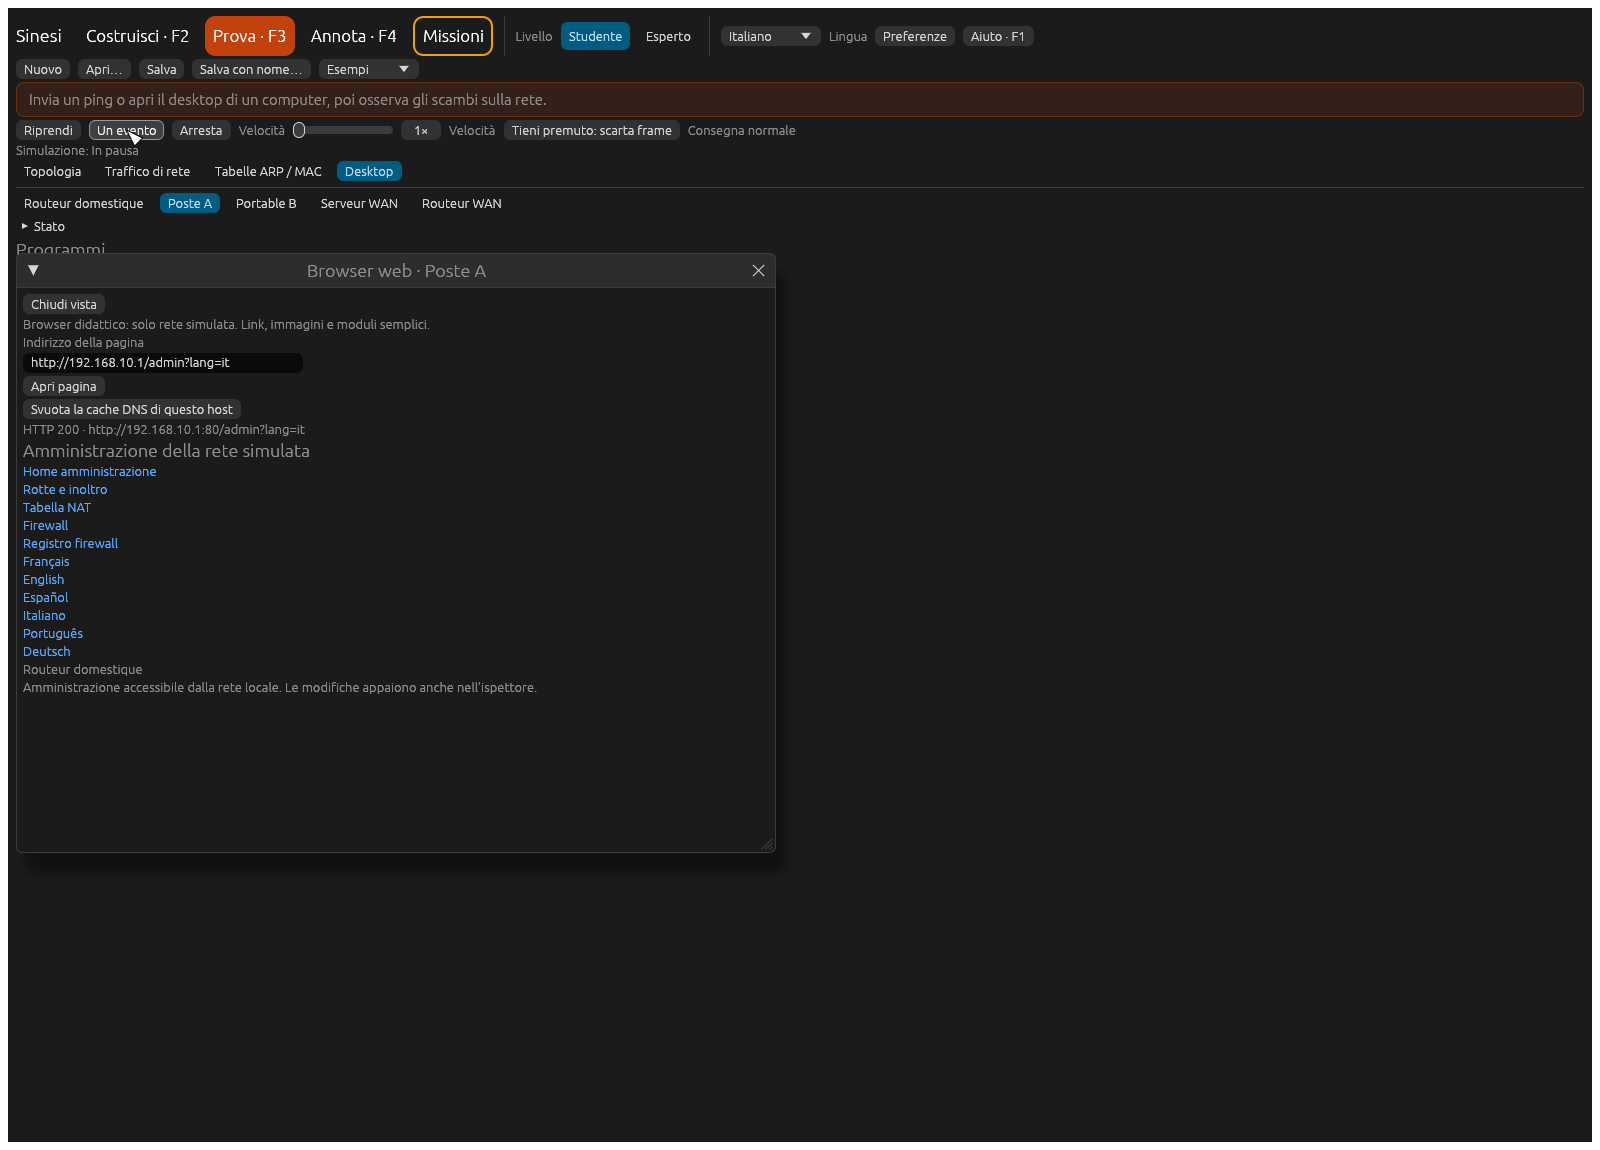 Sinesi Costruisci · F2 Prova · F3 Annota · F4 Missioni Livello Studente Esperto Italiano Lingua Preferenze Aiuto · F1
Nuovo Apri… Salva Salva con nome… Esempi
Invia un ping o apri il desktop di un computer, poi osserva gli scambi sulla rete.
Riprendi Un evento Arresta Velocità 1× Velocità Tieni premuto: scarta frame Consegna normale
Simulazione: In pausa
Topologia Traffico di rete Tabelle ARP / MAC Desktop
Routeur domestique Poste A Portable B Serveur WAN Routeur WAN
Stato
Programmi
Browser web · Poste A
Chiudi vista
Browser didattico: solo rete simulata. Link, immagini e moduli semplici.
Indirizzo della pagina
http://192.168.10.1/admin?lang=it
Apri pagina
Svuota la cache DNS di questo host
HTTP 200 · http://192.168.10.1:80/admin?lang=it
Amministrazione della rete simulata
Home amministrazione
Rotte e inoltro
Tabella NAT
Firewall
Registro firewall
Français
English
Español
Italiano
Português
Deutsch
Routeur domestique
Amministrazione accessibile dalla rete locale. Le modifiche appaiono anche nell’ispettore.